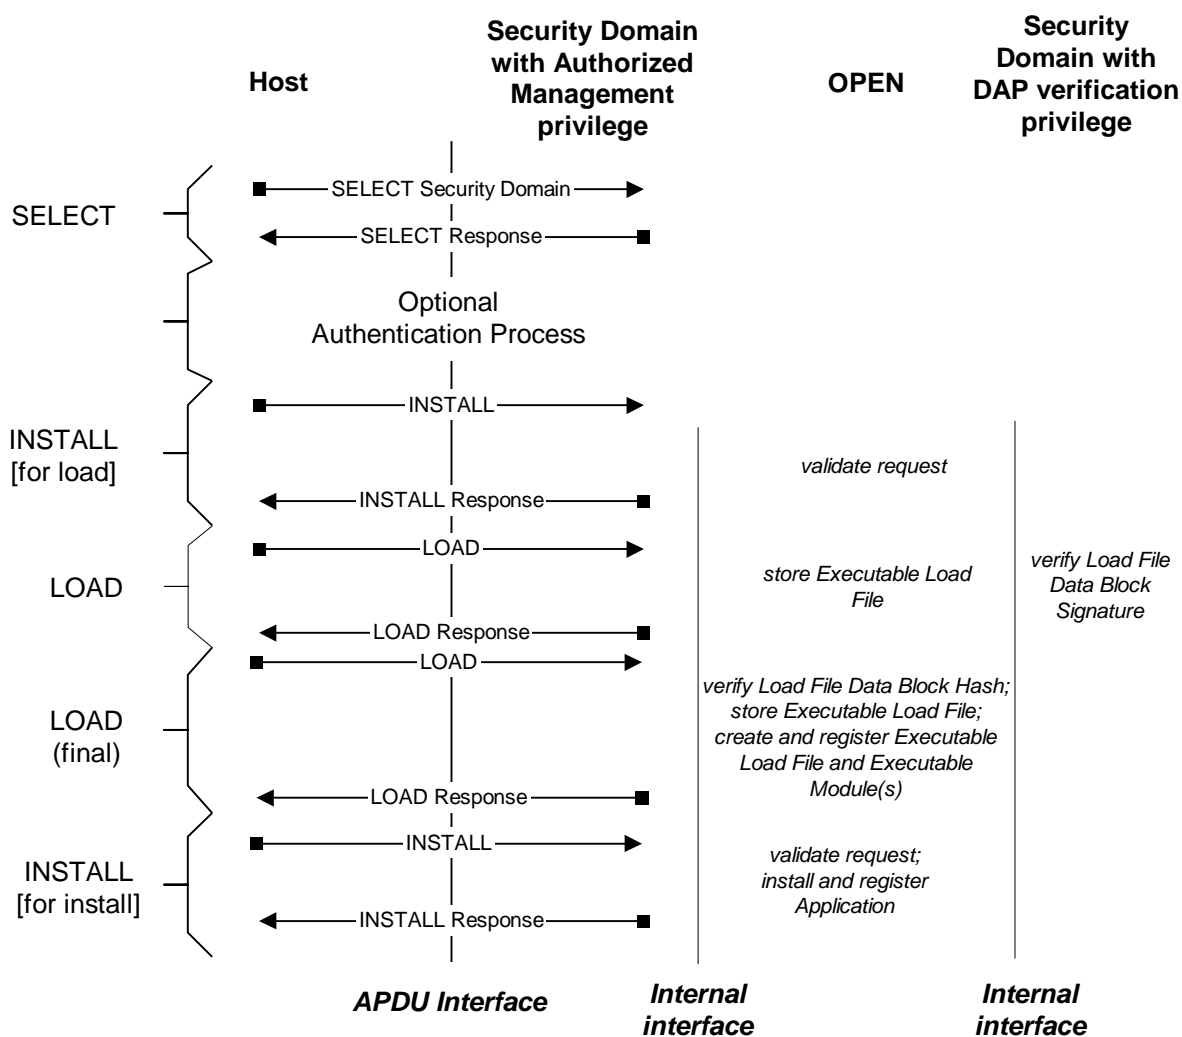 Host
Security Domain
with Authorized
Management
privilege
OPEN
Security
Domain with
DAP verification
privilege
SELECT
SELECT Security Domain
SELECT Response
Optional
Authentication Process
INSTALL
[for load]
INSTALL
validate request
INSTALL Response
LOAD
LOAD
store Executable Load
File
verify Load File
Data Block
Signature
LOAD Response
LOAD
(final)
LOAD
verify Load File Data Block Hash;
store Executable Load File;
create and register Executable
Load File and Executable
Module(s)
LOAD Response
INSTALL
[for install]
INSTALL
validate request;
install and register
Application
INSTALL Response
APDU Interface
Internal
interface
Internal
interface